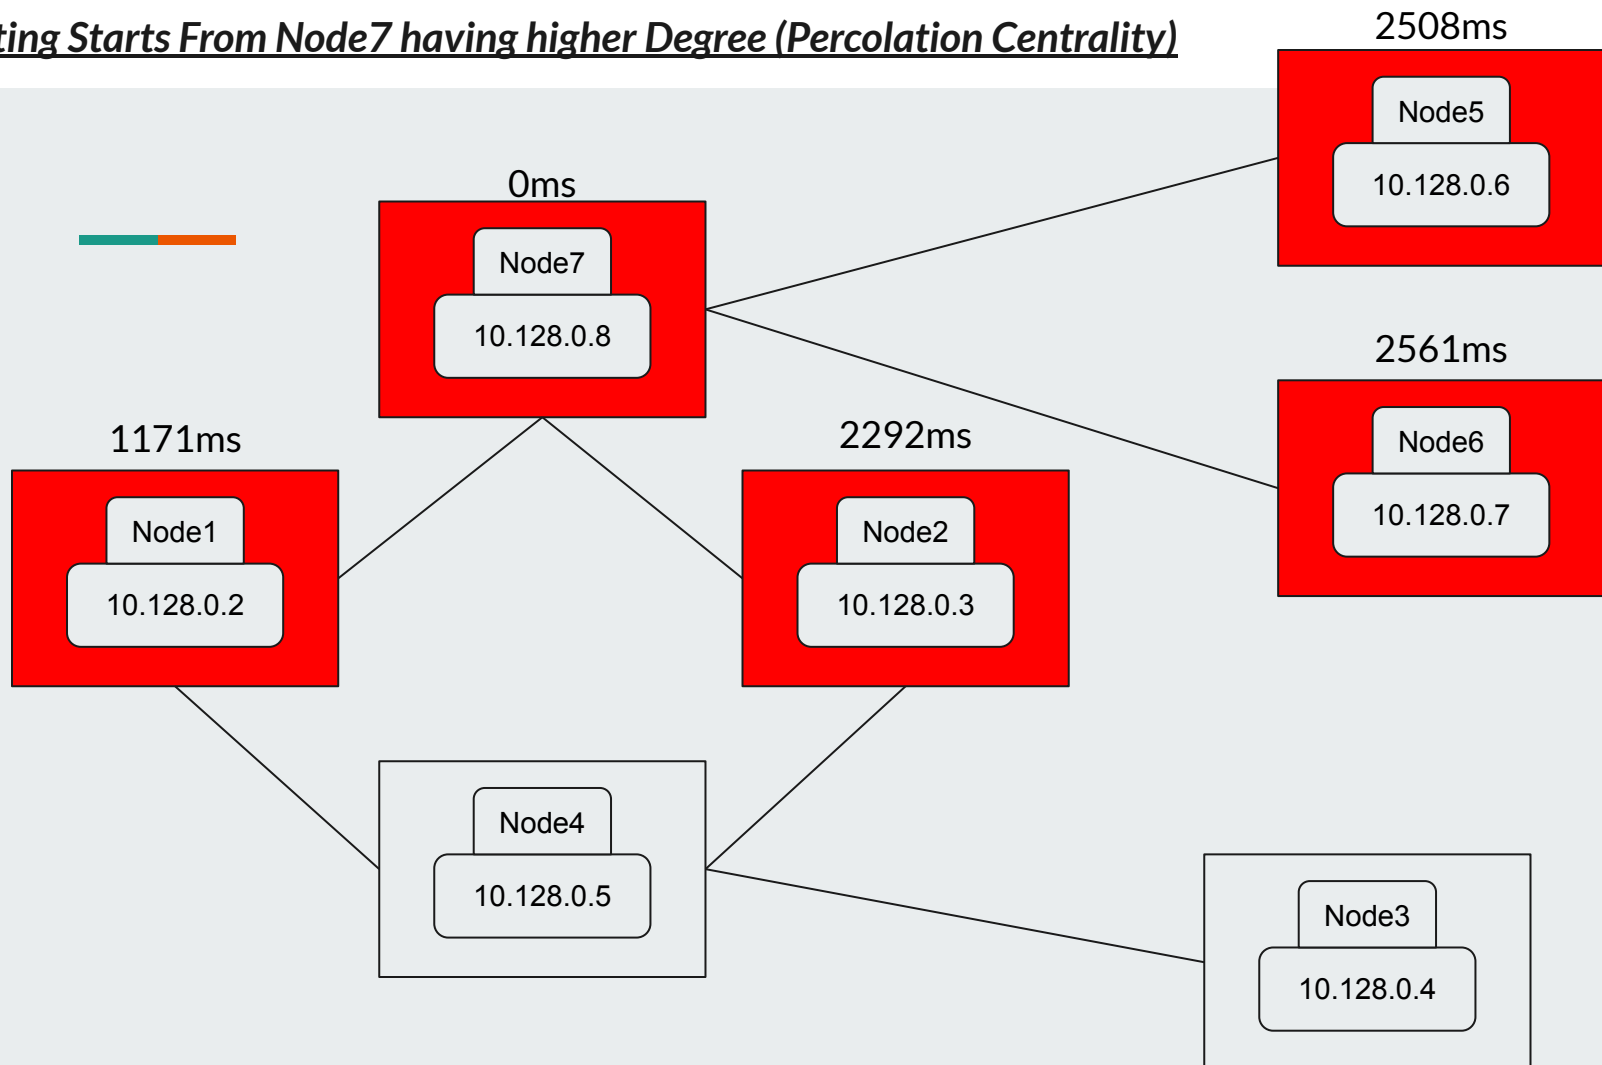 ting Starts From Node7 having higher Degree (Percolation Centrality)
2508ms
Node5
10.128.0.6
0ms
Node7
10.128.0.8
2561ms
Node6
10.128.0.7
1171ms
Node1
10.128.0.2
2292ms
Node2
10.128.0.3
Node4
10.128.0.5
Node3
10.128.0.4